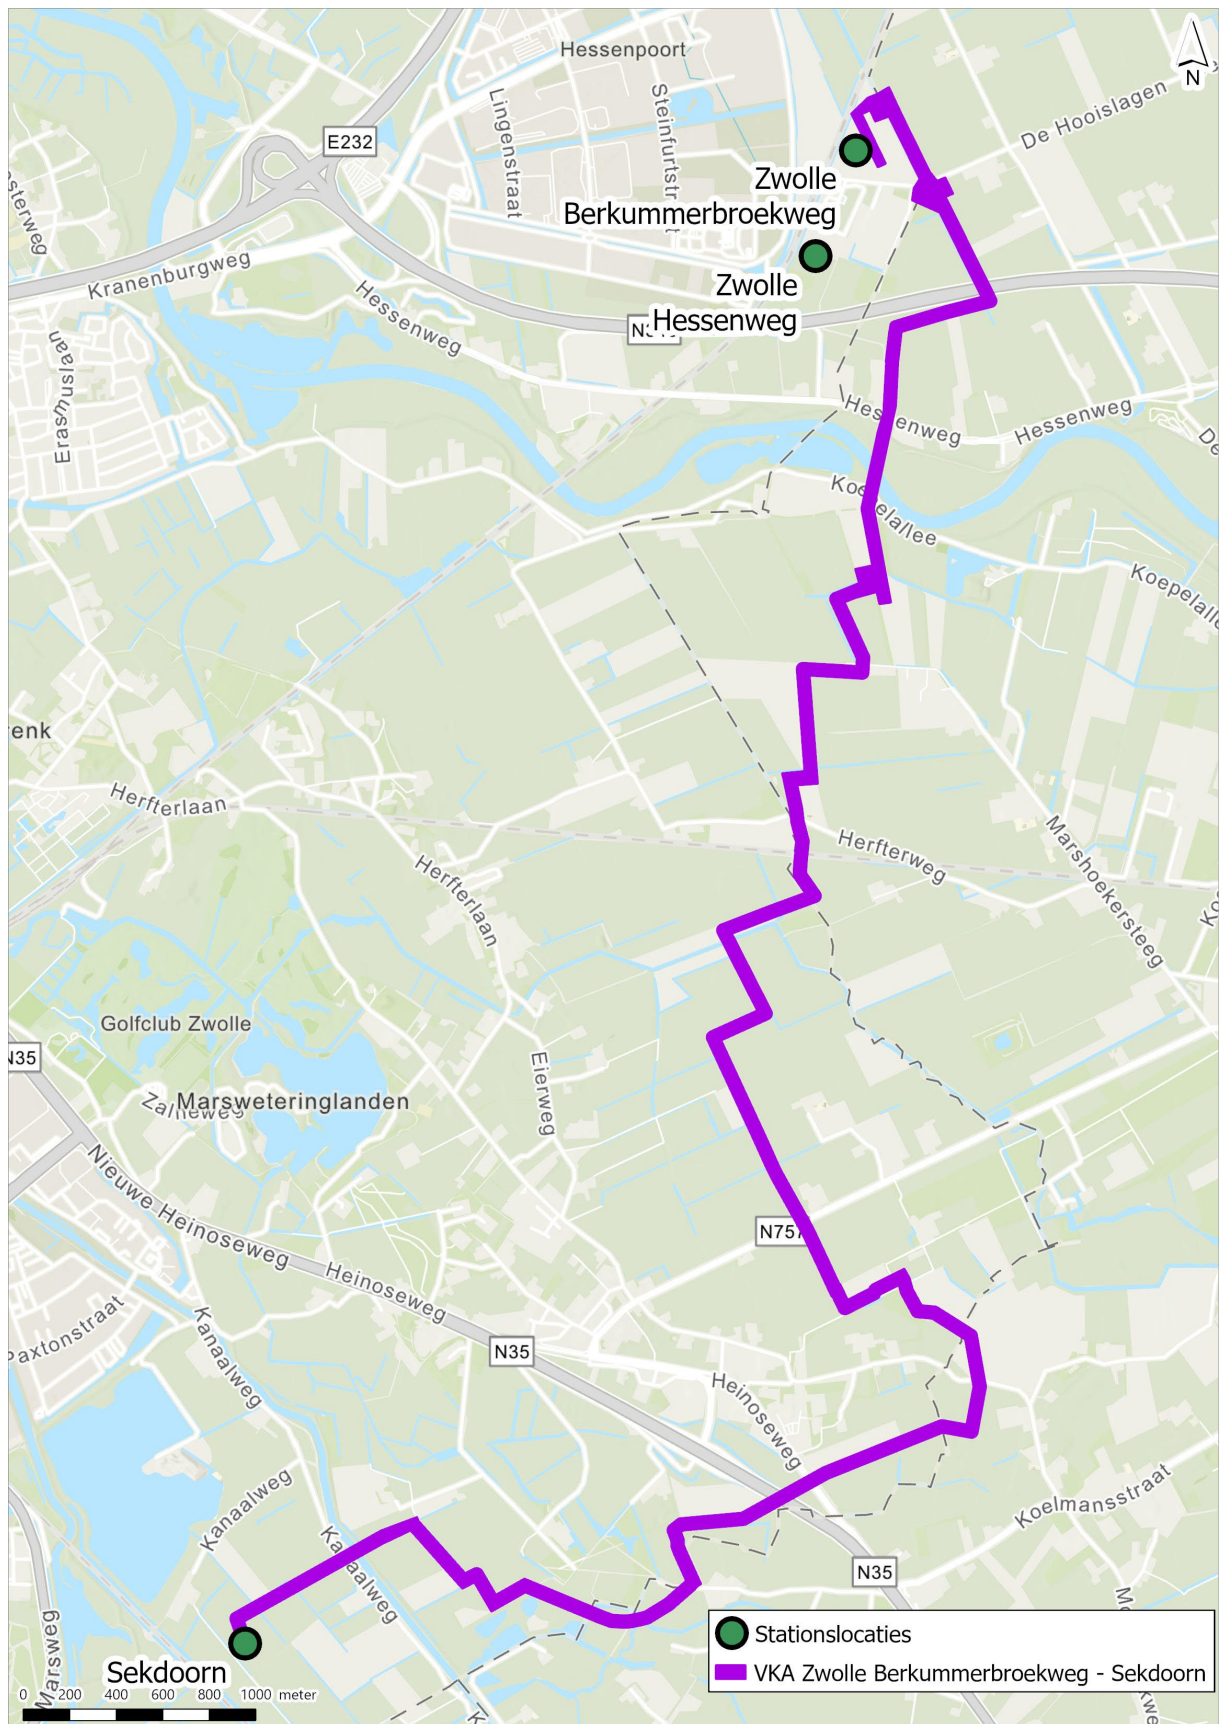 Hessenpoort
N
De Hooislagen
Lingenstraat
Steinfurtstr
E232
Zwolle
Berkummerbroekweg
Zwolle
Hessenweg
Kranenburgweg
Hessenweg
Erasmuslaan
Hessenweg
Hessenweg
Koepelallee
Koepelalle
enk
Herfterlaan
Herfterlaan
Herfterweg
Marshoekersteeg
Golfclub Zwolle
N35
Marsweteringlanden
Eierweg
Nieuwe Heinoseweg
N757
Heinoseweg
Paxtonstraat
Kanaalweg
N35
Heinoseweg
Kanaalweg
Koelmansstraat
Kanaalweg
N35
Marsweg
Sekdoorn
Stationslocaties
VKA Zwolle Berkummerbroekweg - Sekdoorn
0 200 400 600 800 1000 meter